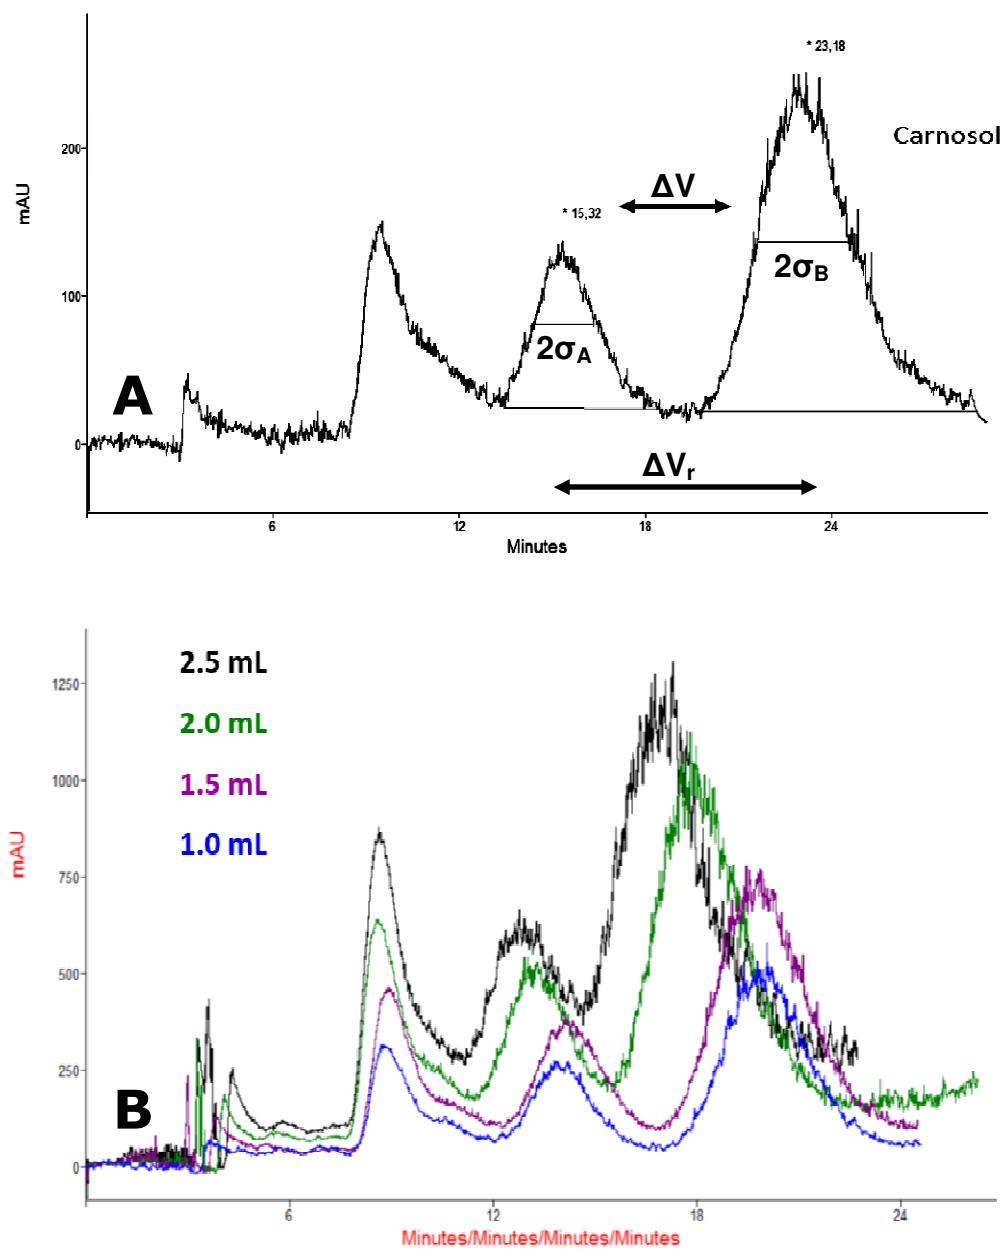 * 23,18
Carnosol
200
ΔV
mAU
* 15,32
2σB
100
2σA
A
0
ΔVr
6
12
18
24
Minutes
2.5 mL
1250
2.0 mL
1.5 mL
1000
1.0 mL
mAU
750
500
250
B
0
6
12
18
24
Minutes/Minutes/Minutes/Minutes